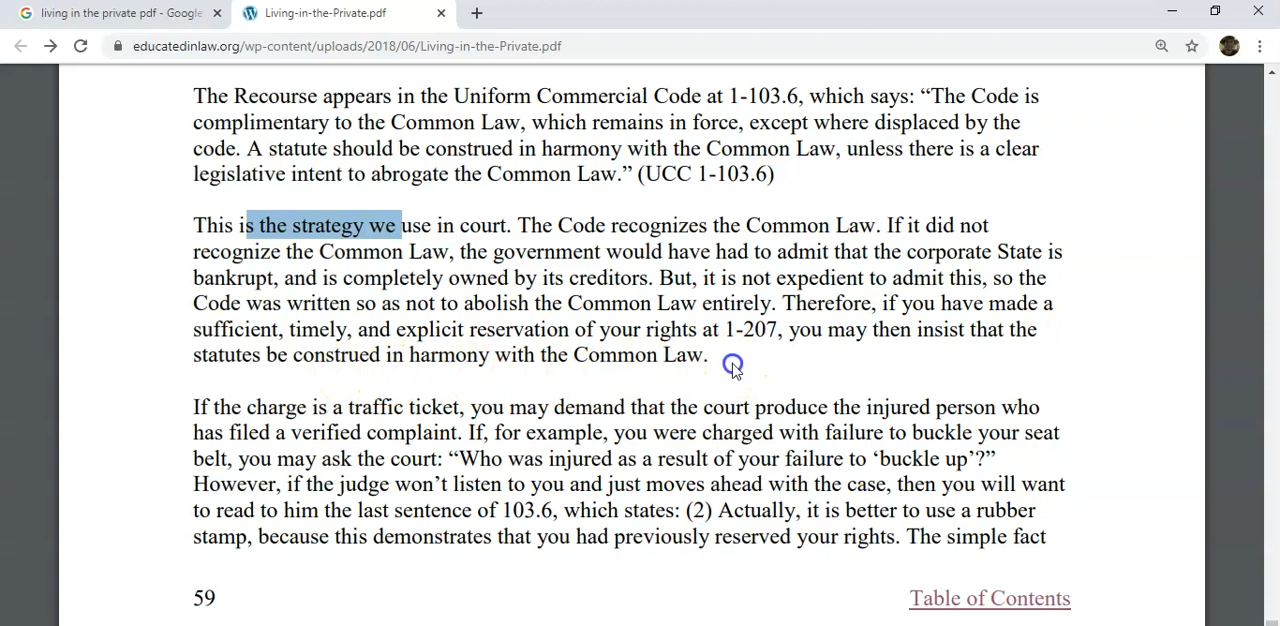 living in the private pdf - Google
Living-in-the-Private.pdf
educatedinlaw.org/wp-content/uploads/2018/06/Living-in-the-Private.pdf
The Recourse appears in the Uniform Commercial Code at 1-103.6, which says: “The Code is
complimentary to the Common Law, which remains in force, except where displaced by the
code. A statute should be construed in harmony with the Common Law, unless there is a clear
legislative intent to abrogate the Common Law.” (UCC 1-103.6)
This is the strategy we use in court. The Code recognizes the Common Law. If it did not
recognize the Common Law, the government would have had to admit that the corporate State is
bankrupt, and is completely owned by its creditors. But, it is not expedient to admit this, so the
Code was written so as not to abolish the Common Law entirely. Therefore, if you have made a
sufficient, timely, and explicit reservation of your rights at 1-207, you may then insist that the
statutes be construed in harmony with the Common Law.
If the charge is a traffic ticket, you may demand that the court produce the injured person who
has filed a verified complaint. If, for example, you were charged with failure to buckle your seat
belt, you may ask the court: “Who was injured as a result of your failure to ‘buckle up’?”
However, if the judge won’t listen to you and just moves ahead with the case, then you will want
to read to him the last sentence of 103.6, which states: (2) Actually, it is better to use a rubber
stamp, because this demonstrates that you had previously reserved your rights. The simple fact
59
Table of Contents